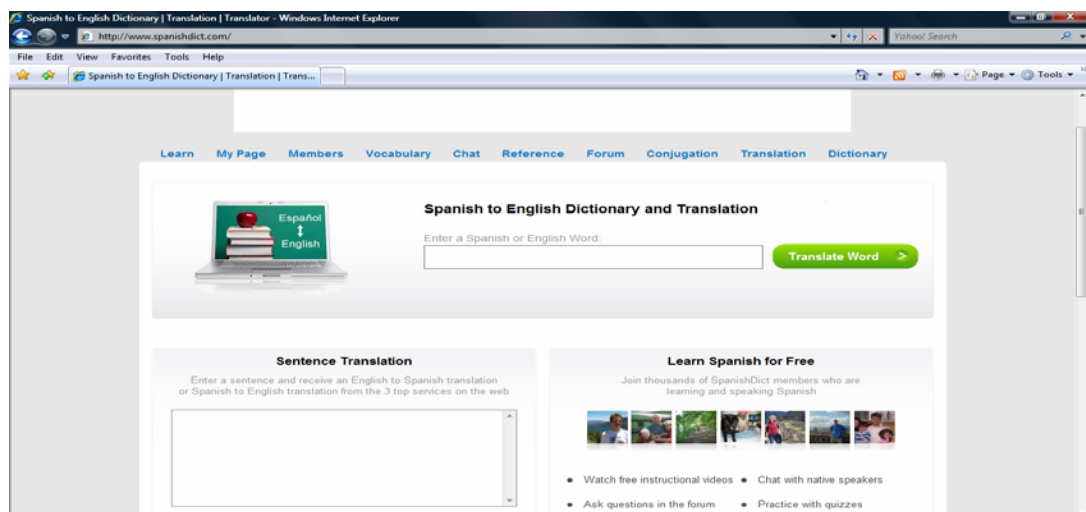 Spanish to English Dictionary | Translation | Translator - Windows Internet Explorer
http://www.spanishdict.com/
Yahoo! Search
File Edit View Favorites Tools Help
Spanish to English Dictionary | Translation | Trans...
Page Tools
Learn My Page Members Vocabulary Chat Reference Forum Conjugation Translation Dictionary
Español
English
Spanish to English Dictionary and Translation
Enter a Spanish or English Word:
Translate Word
Sentence Translation
Enter a sentence and receive an English to Spanish translation
or Spanish to English translation from the 3 top services on the web
Learn Spanish for Free
Join thousands of SpanishDict members who are
learning and speaking Spanish
Watch free instructional videos
Chat with native speakers
Ask questions in the forum
Practice with quizzes